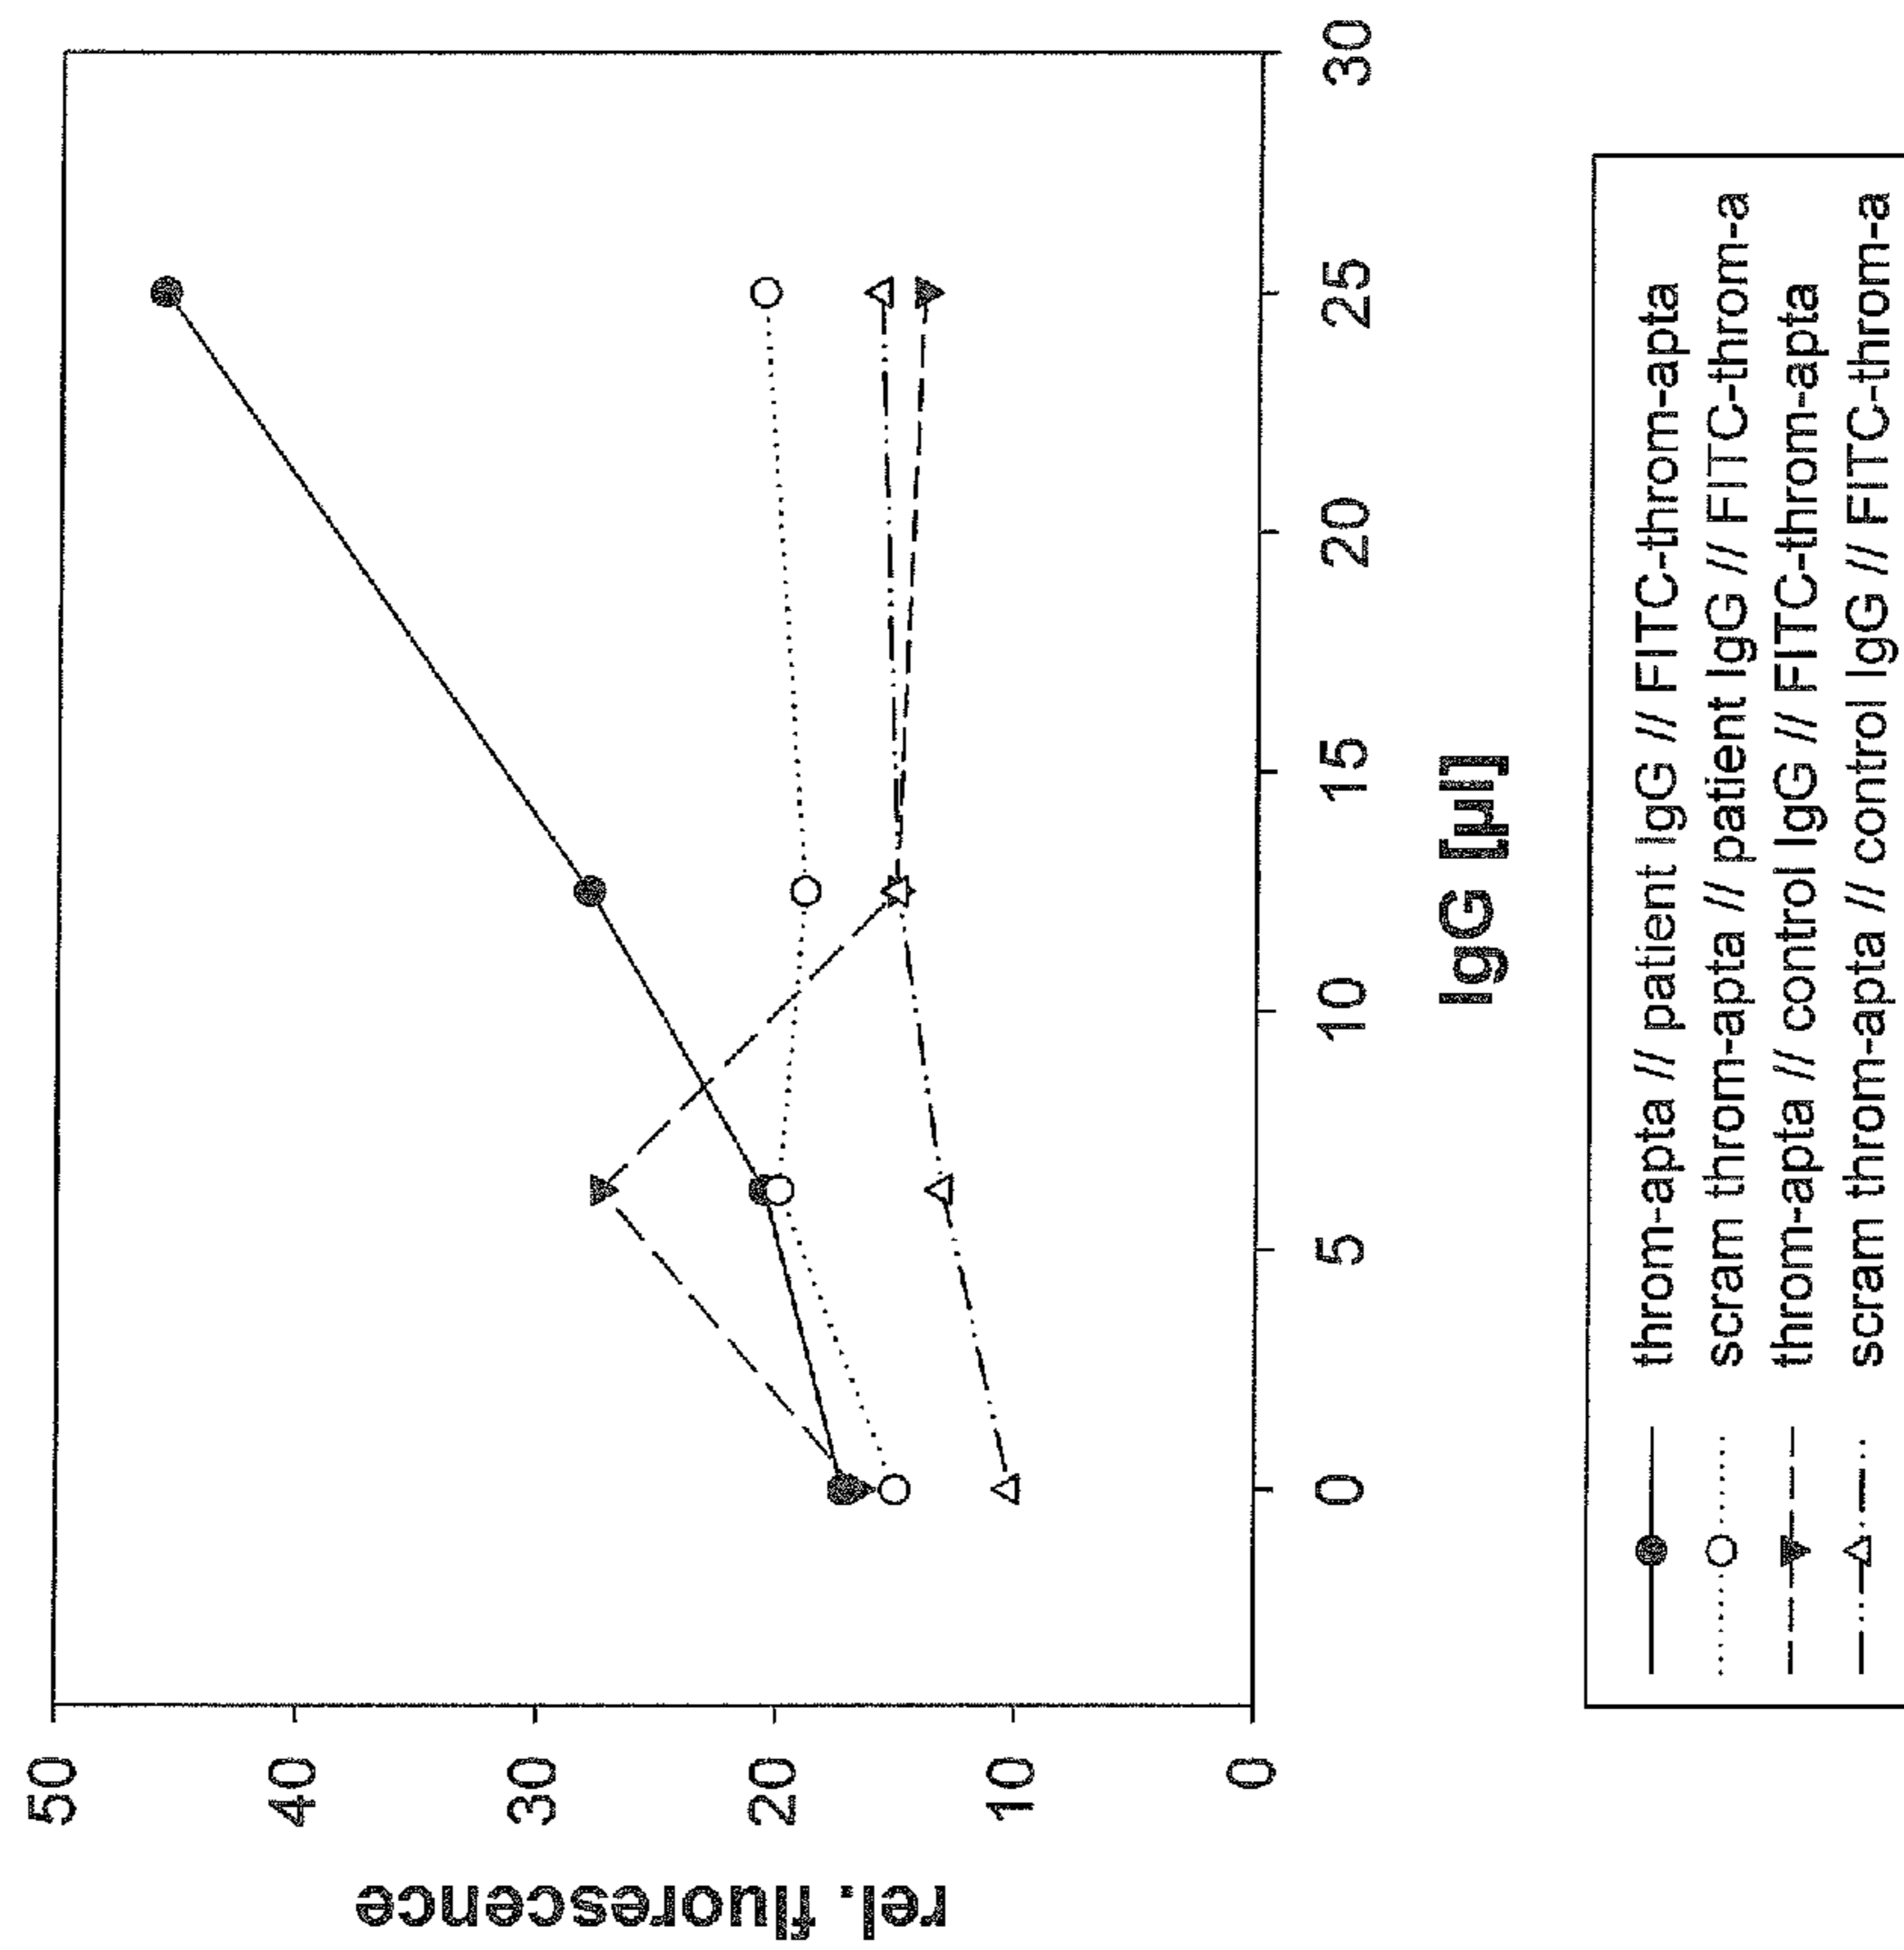 rel. fluorescence
50
40
30
20
10
0
0
5
10
15
20
25
30
IgG [µl]
throm-apta // patient IgG // FITC-throm-apta
scram throm-apta // patient IgG // FITC-throm-a
throm-apta // control IgG // FITC-throm-apta
scram throm-apta // control IgG // FITC-throm-a